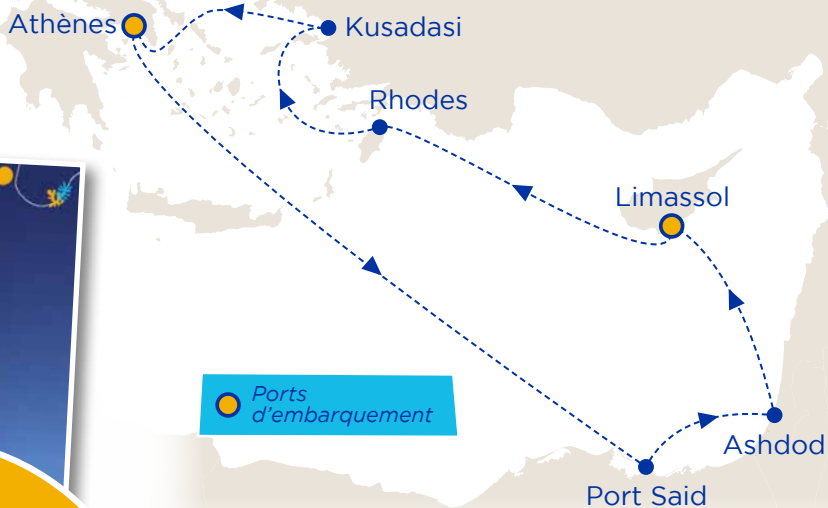 Athènes
Kusadasi
Rhodes
Limassol
Ports
d'embarquement
Ashdod
Port Said